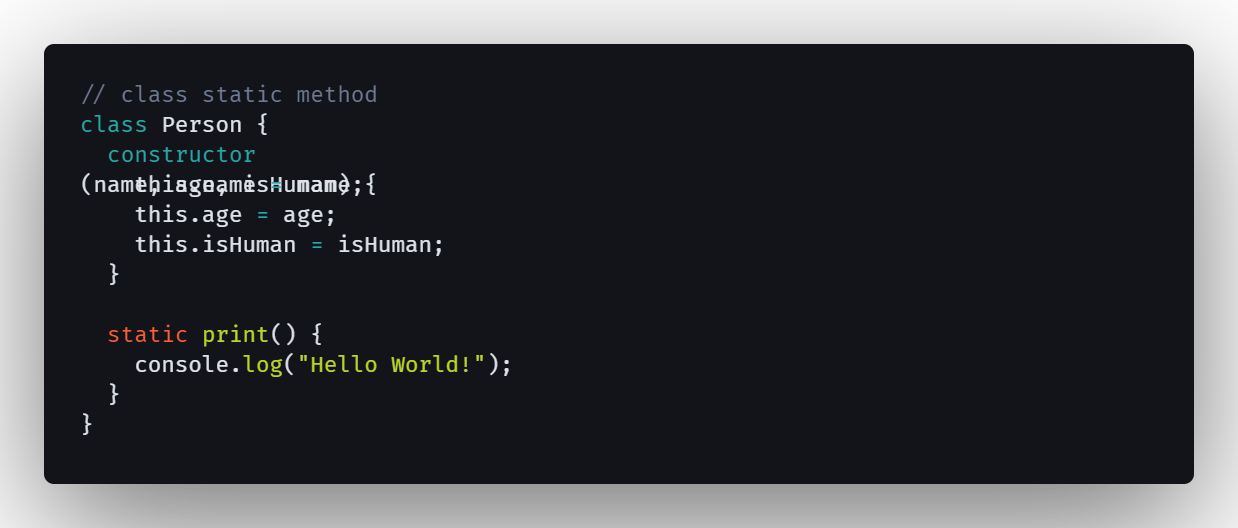 // class static method
class Person {
  constructor
(name, age, isHuman) {
    this.name = name;
    this.age = age;
    this.isHuman = isHuman;
  }

  static print() {
    console.log("Hello World!");
  }
}